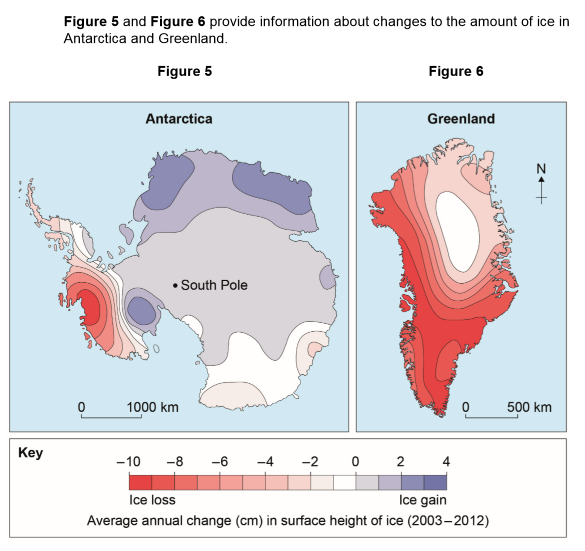 Figure 5 and Figure 6 provide information about changes to the amount of ice in
Antarctica and Greenland.
Figure 5
Figure 6
Antarctica
Greenland
N
South Pole
0 1000 km
0 500 km
Key
–10 –8 –6 –4 –2 0 2 4
Ice loss Ice gain
Average annual change (cm) in surface height of ice (2003–2012)